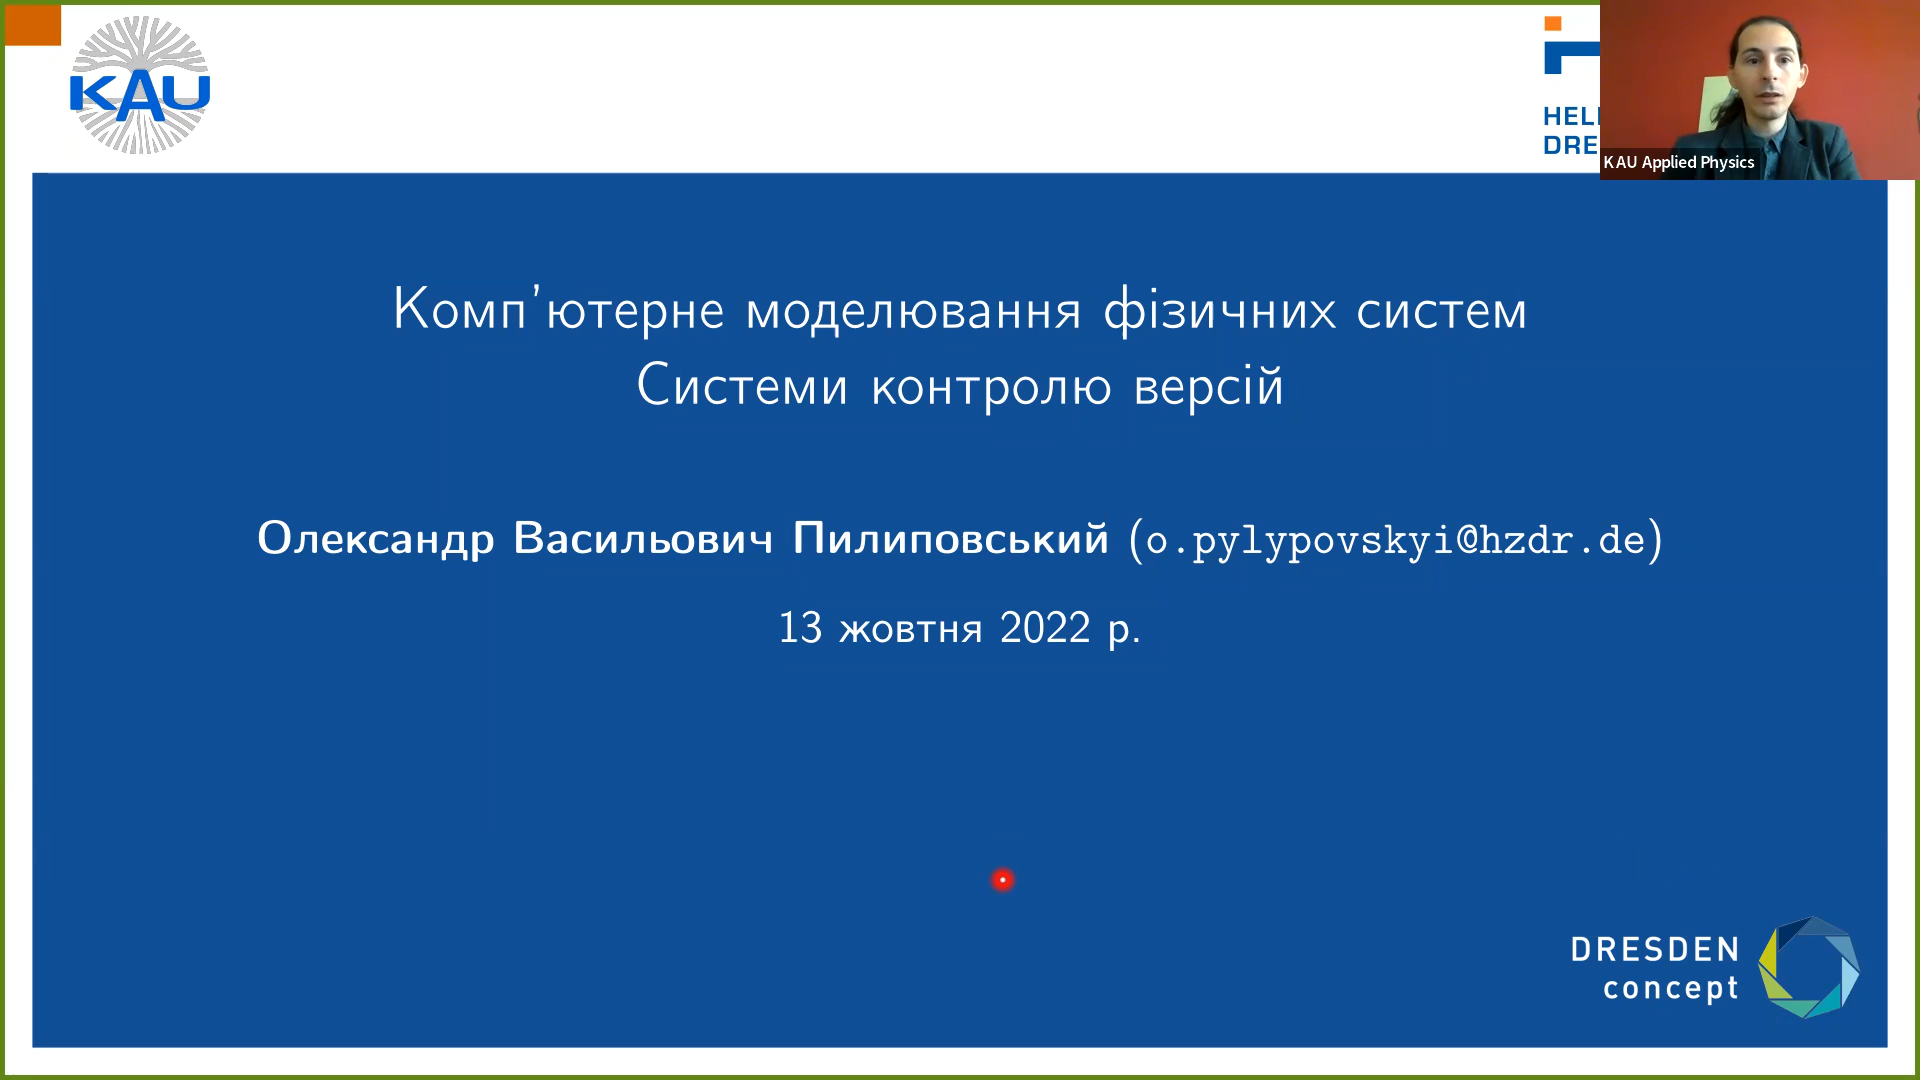 KAU
HEL
DRE
KAU Applied Physics
Комп'ютерне моделювання фізичних систем
Системи контролю версій
Олександр Васильович Пилиповський (o.pylypovskyi@hzdr.de)
13 жовтня 2022 р.
DRESDEN
concept